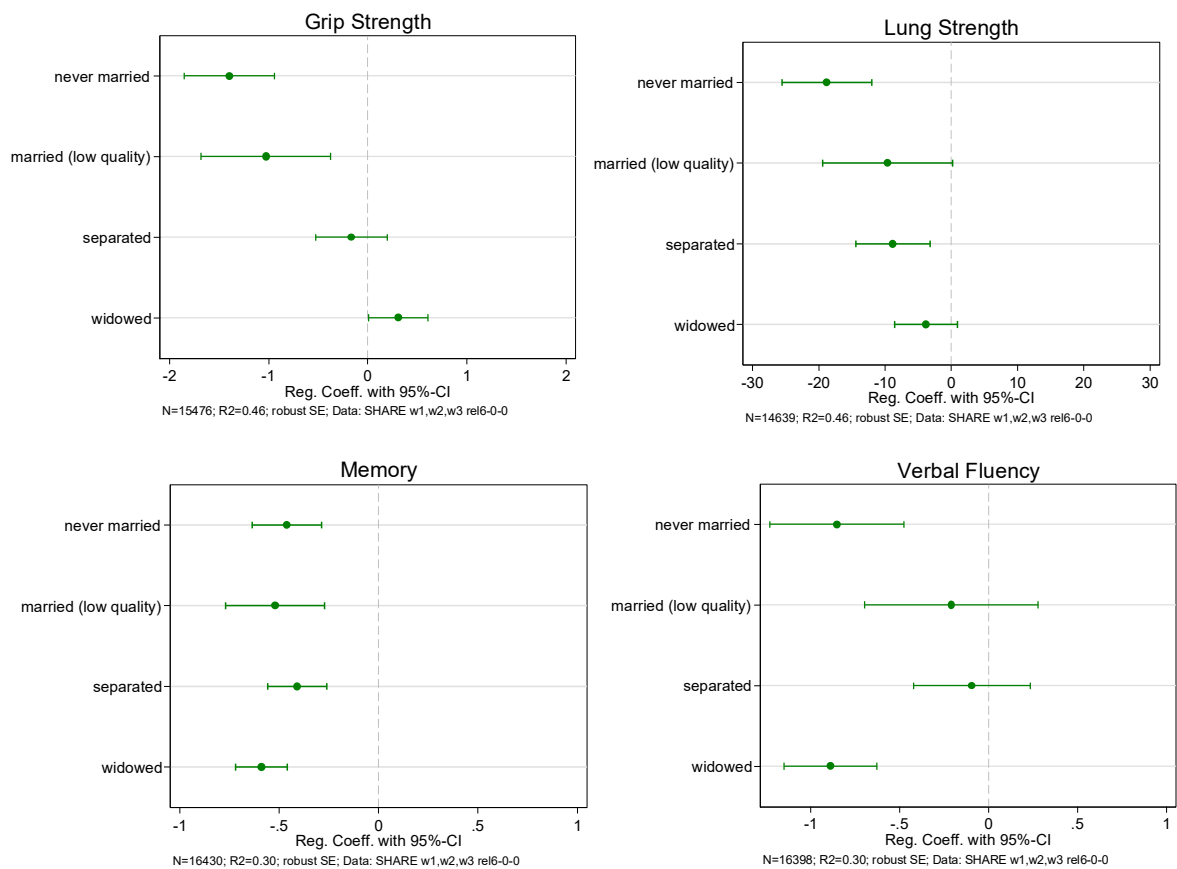 Grip Strength
never married
married (low quality)
separated
widowed
-2 -1 0 1 2
Reg. Coeff. with 95%-CI
N=15476; R2=0.46; robust SE; Data: SHARE w1,w2,w3 rel6-0-0
Lung Strength
never married
married (low quality)
separated
widowed
-30 -20 -10 0 10 20 30
Reg. Coeff. with 95%-CI
N=14639; R2=0.46; robust SE; Data: SHARE w1,w2,w3 rel6-0-0
Memory
never married
married (low quality)
separated
widowed
-1 -.5 0 .5 1
Reg. Coeff. with 95%-CI
N=16430; R2=0.30; robust SE; Data: SHARE w1,w2,w3 rel6-0-0
Verbal Fluency
never married
married (low quality)
separated
widowed
-1 -.5 0 .5 1
Reg. Coeff. with 95%-CI
N=16398; R2=0.30; robust SE; Data: SHARE w1,w2,w3 rel6-0-0